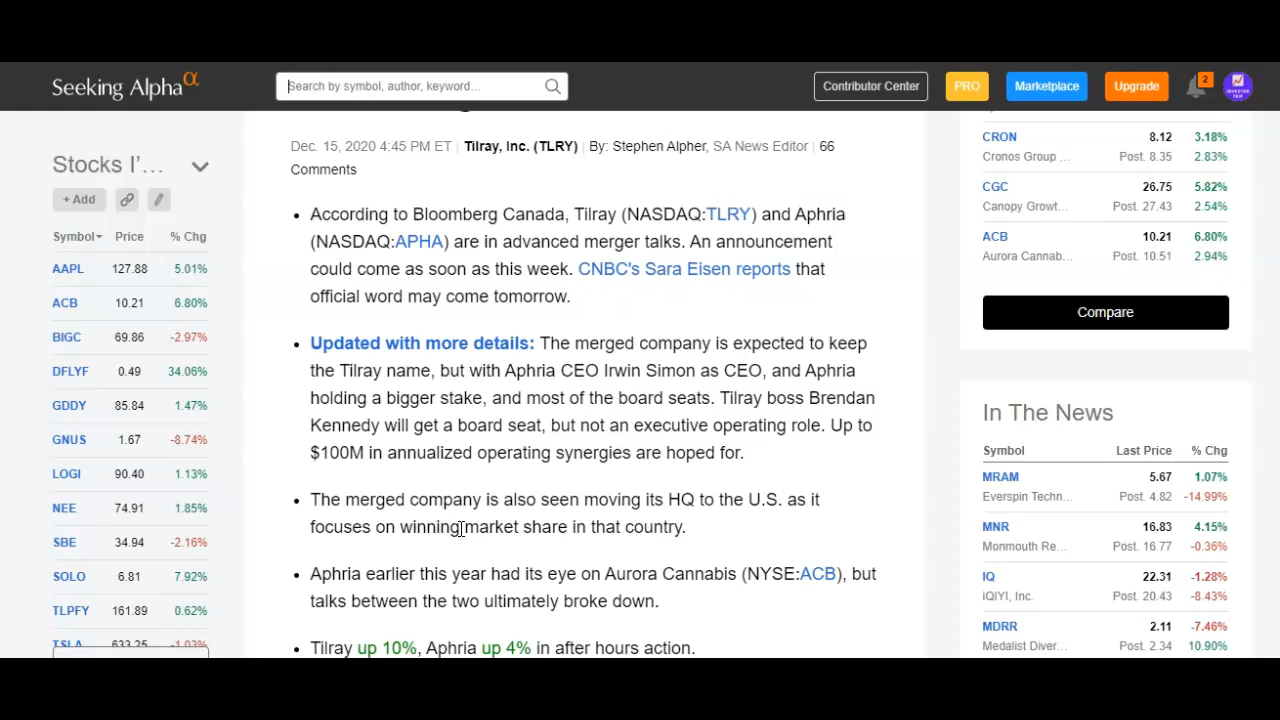 Seeking Alpha α
Search by symbol, author, keyword...
Contributor Center
PRO
Marketplace
Upgrade
2
Stocks I'...
+ Add
Symbol Price % Chg
AAPL 127.88 5.01%
ACB 10.21 6.80%
BIGC 69.86 -2.97%
DFLYF 0.49 34.06%
GDDY 85.84 1.47%
GNUS 1.67 -8.74%
LOGI 90.40 1.13%
NEE 74.91 1.85%
SBE 34.94 -2.16%
SOLO 6.81 7.92%
TLPFY 161.89 0.62%
TSLA 633.25 -1.03%
Dec. 15, 2020 4:45 PM ET | Tilray, Inc. (TLRY) | By: Stephen Alpher, SA News Editor | 66
Comments
• According to Bloomberg Canada, Tilray (NASDAQ:TLRY) and Aphria
(NASDAQ:APHA) are in advanced merger talks. An announcement
could come as soon as this week. CNBC's Sara Eisen reports that
official word may come tomorrow.
• Updated with more details: The merged company is expected to keep
the Tilray name, but with Aphria CEO Irwin Simon as CEO, and Aphria
holding a bigger stake, and most of the board seats. Tilray boss Brendan
Kennedy will get a board seat, but not an executive operating role. Up to
$100M in annualized operating synergies are hoped for.
• The merged company is also seen moving its HQ to the U.S. as it
focuses on winning market share in that country.
• Aphria earlier this year had its eye on Aurora Cannabis (NYSE:ACB), but
talks between the two ultimately broke down.
• Tilray up 10%, Aphria up 4% in after hours action.
CRON 8.12 3.18%
Cronos Group ... Post. 8.35 2.83%
CGC 26.75 5.82%
Canopy Growt... Post. 27.43 2.54%
ACB 10.21 6.80%
Aurora Cannab... Post. 10.51 2.94%
Compare
In The News
Symbol Last Price % Chg
MRAM 5.67 1.07%
Everspin Techn... Post. 4.82 -14.99%
MNR 16.83 4.15%
Monmouth Re... Post. 16.77 -0.36%
IQ 22.31 -1.28%
iQIYI, Inc. Post. 20.43 -8.43%
MDRR 2.11 -7.46%
Medalist Diver... Post. 2.34 10.90%